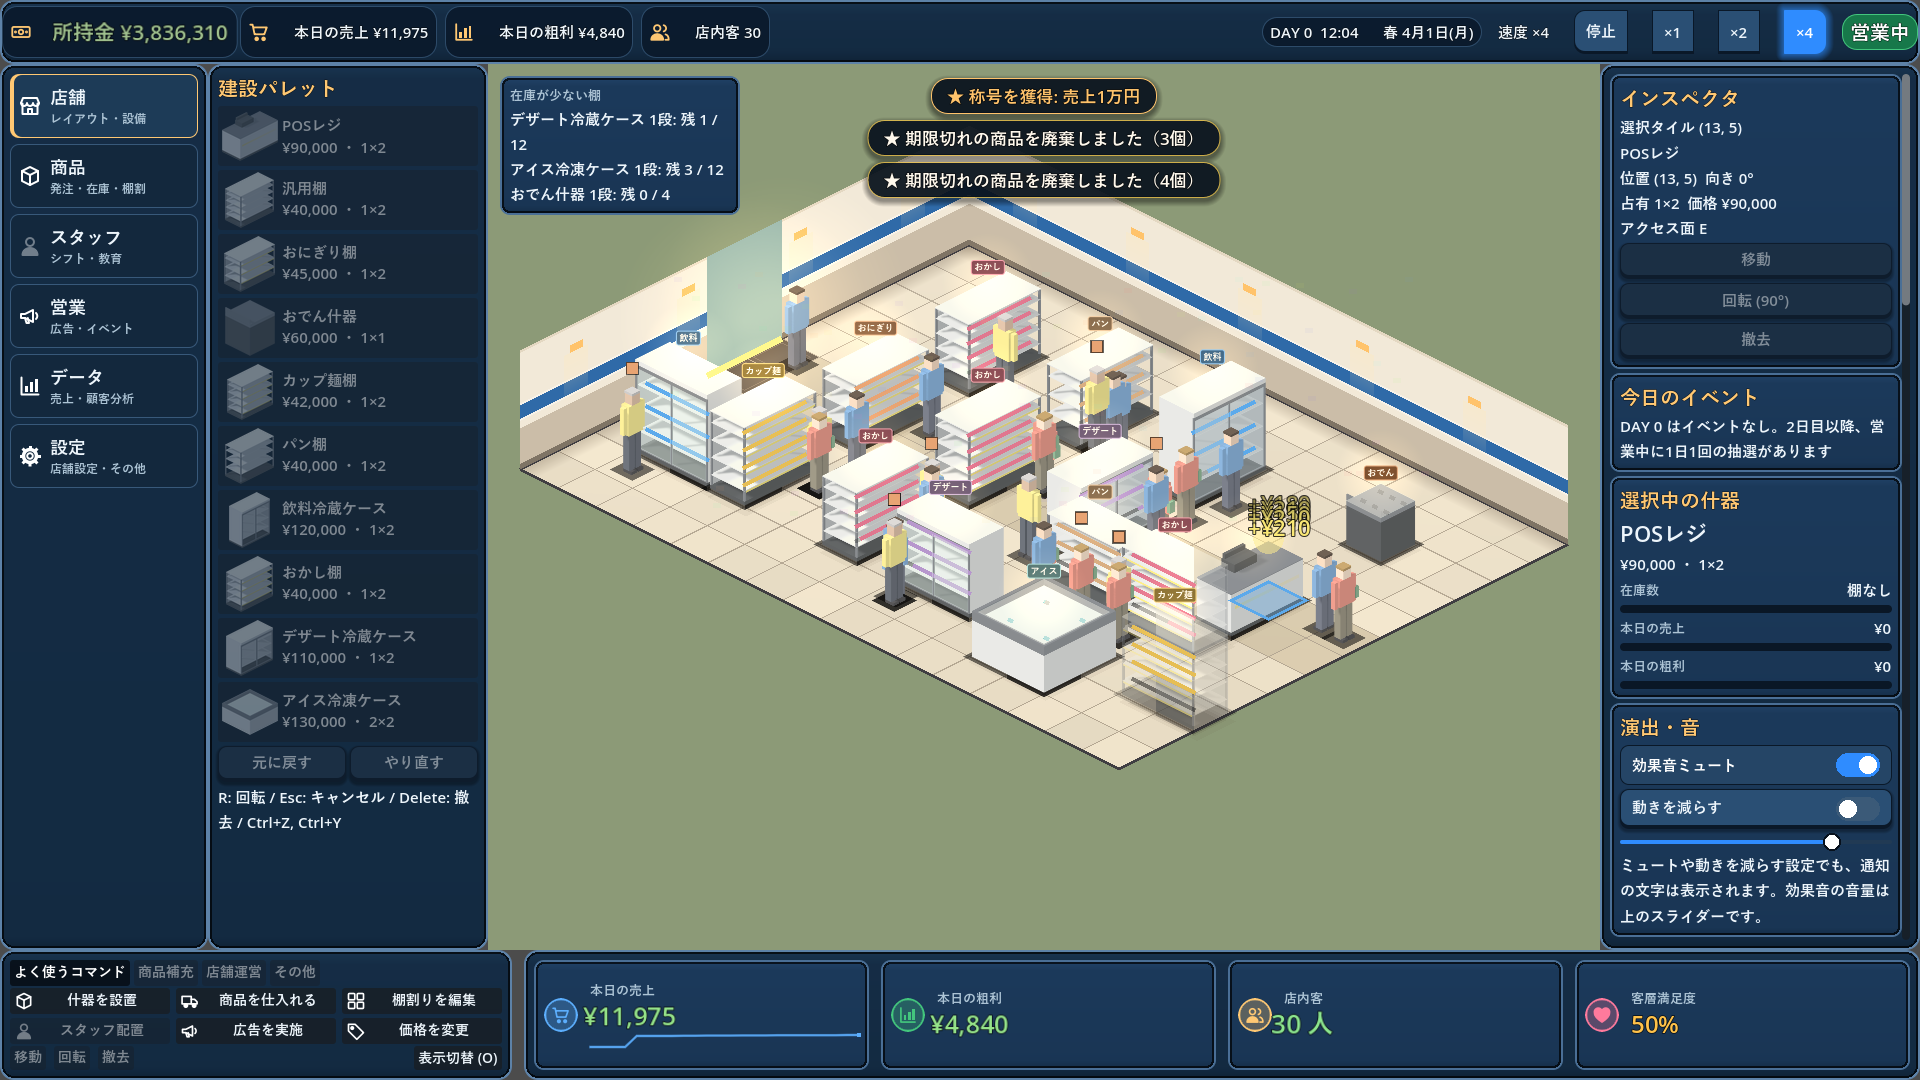 所持金 ¥3,836,310
本日の売上 ¥11,975
本日の粗利 ¥4,840
店内客 30
DAY 0 12:04 春 4月1日(月)
速度 ×4
停止
×1
×2
×4
営業中
店舗
レイアウト・設備
商品
発注・在庫・棚割
スタッフ
シフト・教育
営業
広告・イベント
データ
売上・顧客分析
設定
店舗設定・その他
建設パレット
POSレジ
¥90,000 ・ 1×2
汎用棚
¥40,000 ・ 1×2
おにぎり棚
¥45,000 ・ 1×2
おでん什器
¥60,000 ・ 1×1
カップ麺棚
¥42,000 ・ 1×2
パン棚
¥40,000 ・ 1×2
飲料冷蔵ケース
¥120,000 ・ 1×2
おかし棚
¥40,000 ・ 1×2
デザート冷蔵ケース
¥110,000 ・ 1×2
アイス冷凍ケース
¥130,000 ・ 2×2
元に戻す
やり直す
R: 回転 / Esc: キャンセル / Delete: 撤
去 / Ctrl+Z, Ctrl+Y
在庫が少ない棚
デザート冷蔵ケース 1段: 残 1 /
12
アイス冷凍ケース 1段: 残 3 / 12
おでん什器 1段: 残 0 / 4
★ 称号を獲得: 売上1万円
★ 期限切れの商品を廃棄しました（3個）
★ 期限切れの商品を廃棄しました（4個）
おかし
おにぎり
パン
飲料
飲料
カップ麺
おかし
おかし
デザート
おでん
デザート
パン
おかし
アイス
カップ麺
+¥210
インスペクタ
選択タイル (13, 5)
POSレジ
位置 (13, 5) 向き 0°
占有 1×2 価格 ¥90,000
アクセス面 E
移動
回転 (90°)
撤去
今日のイベント
DAY 0 はイベントなし。2日目以降、営
業中に1日1回の抽選があります
選択中の什器
POSレジ
¥90,000 ・ 1×2
在庫数 棚なし
本日の売上 ¥0
本日の粗利 ¥0
演出・音
効果音ミュート
動きを減らす
ミュートや動きを減らす設定でも、通知
の文字は表示されます。効果音の音量は
上のスライダーです。
よく使うコマンド 商品補充 店舗運営 その他
什器を設置
商品を仕入れる
棚割りを編集
スタッフ配置
広告を実施
価格を変更
移動 回転 撤去
表示切替 (O)
本日の売上
¥11,975
本日の粗利
¥4,840
店内客
30 人
客層満足度
50%